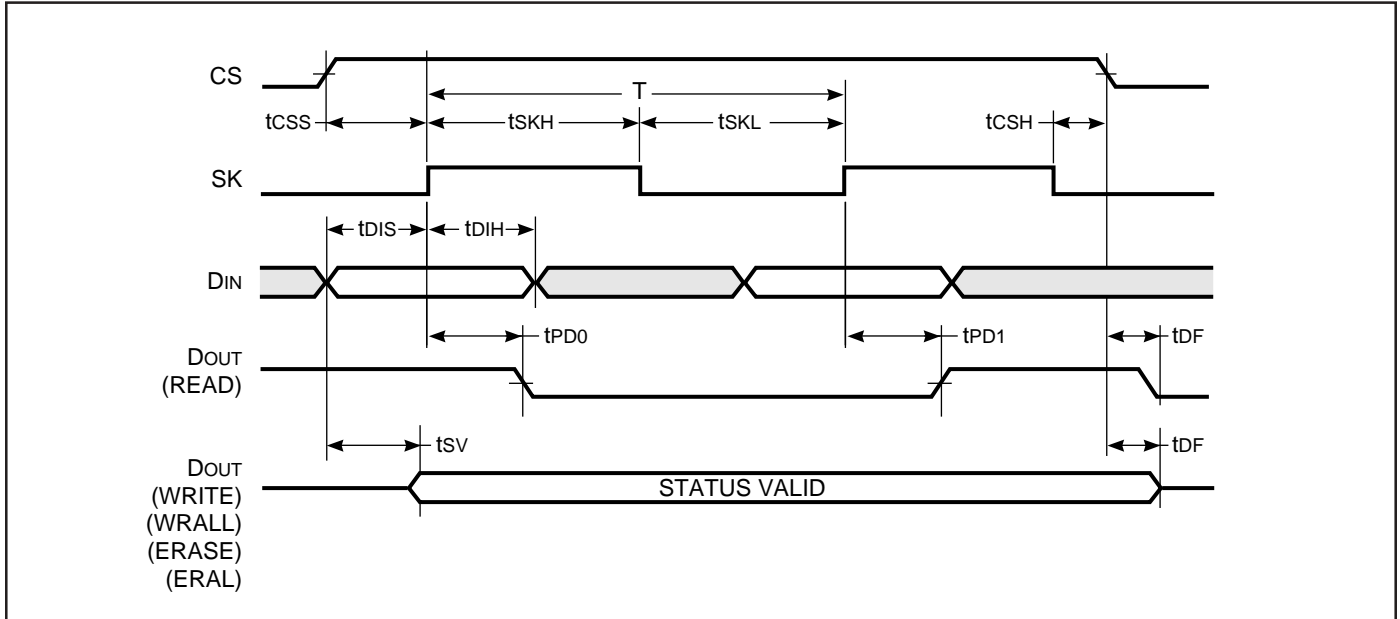 CS
T
tCSS tSKH tSKL tCSH
SK
tDIS tDIH
DIN
tPD0 tPD1 tDF
DOUT
(READ)
tSV tDF
DOUT
(WRITE)
(WRALL)
(ERASE)
(ERAL)
STATUS VALID